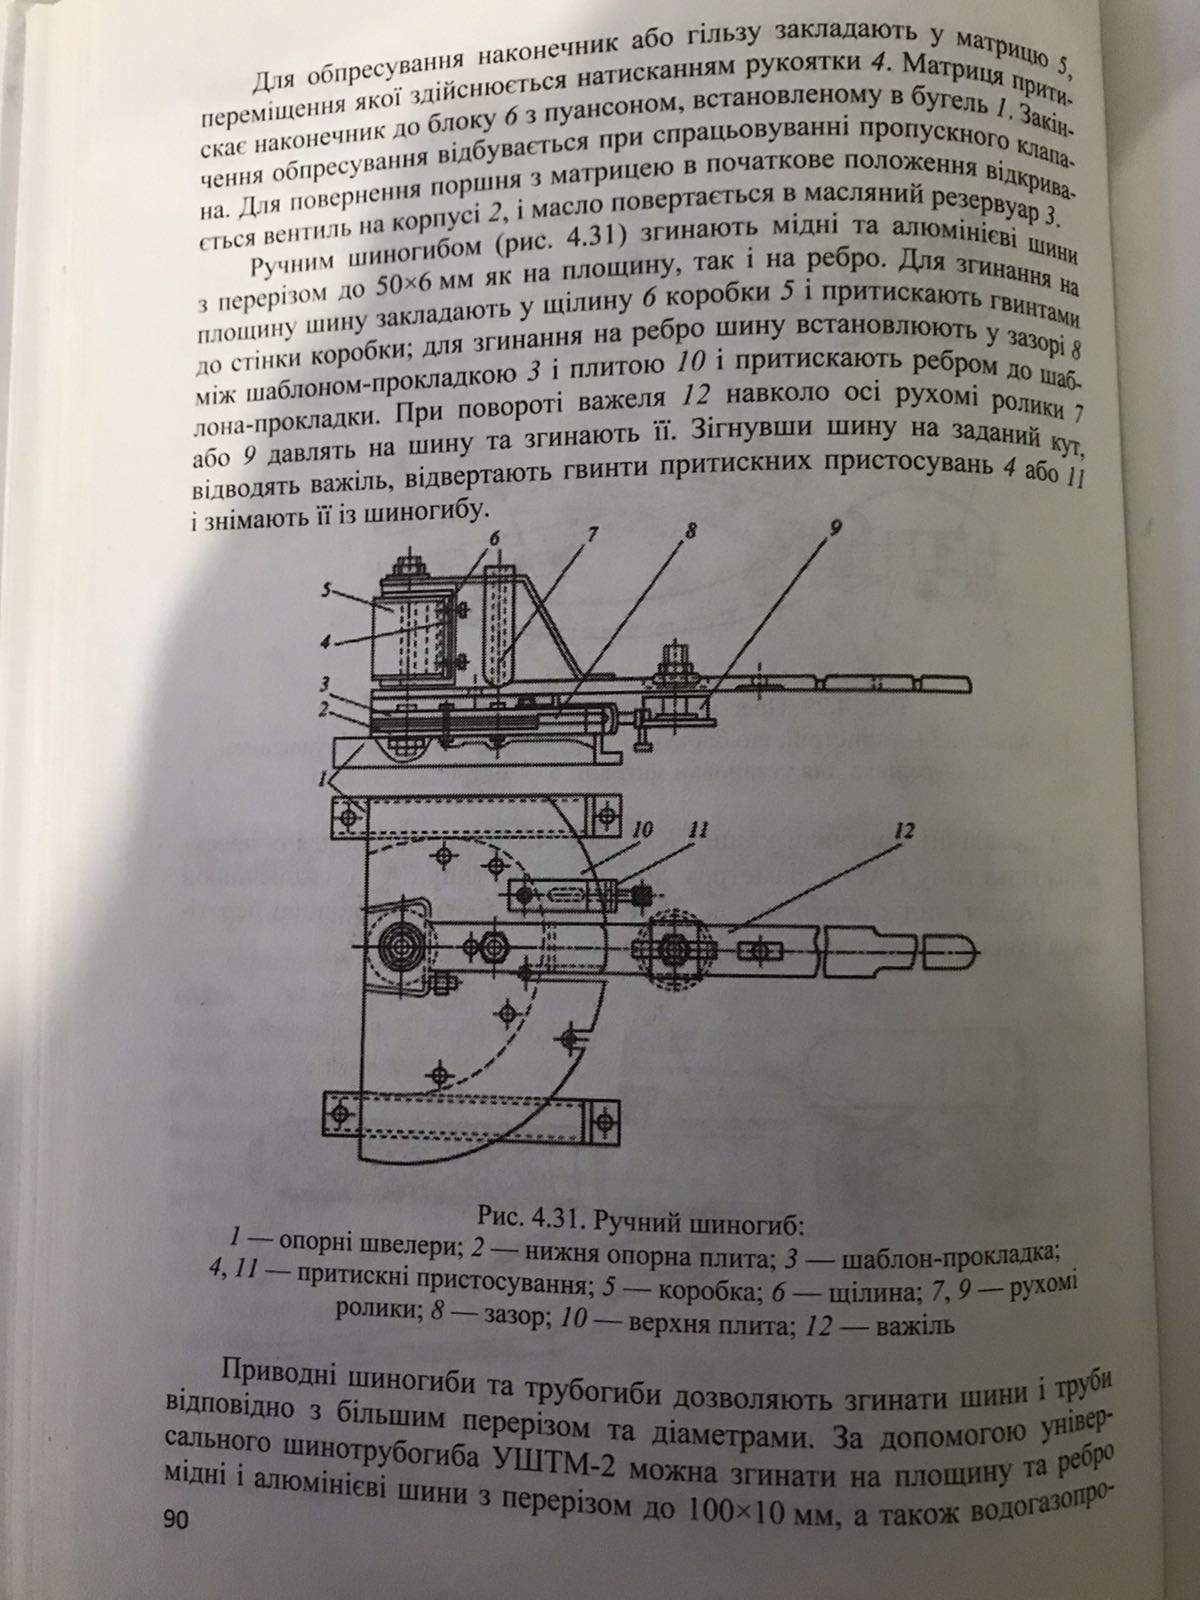 Для обпресування наконечник або гільзу закладають у матрицю 5,
переміщення якої здійснюється натисканням рукоятки 4. Матриця прити-
скає наконечник до блоку 6 з пуансоном, встановленому в бугель 1. Закін-
чення обпресування відбувається при спрацьовуванні пропускного клапа-
на. Для повернення поршня з матрицею в початкове положення відкрива-
ється вентиль на корпусі 2, і масло повертається в масляний резервуар 3.
Ручним шиногибом (рис. 4.31) згинають мідні та алюмінієві шини
з перерізом до 50×6 мм як на площину, так і на ребро. Для згинання на
площину шину закладають у щілину 6 коробки 5 і притискають гвинтами
до стінки коробки; для згинання на ребро шину встановлюють у зазорі 8
між шаблоном-прокладкою 3 і плитою 10 і притискають ребром до шаб-
лона-прокладки. При повороті важеля 12 навколо осі рухомі ролики 7
або 9 давлять на шину та згинають її. Зігнувши шину на заданий кут,
відводять важіль, відвертають гвинти притискних пристосувань 4 або 11
і знімають її із шиногибу.
6 7 8 9
5
4
3
2
1
10 11 12
Рис. 4.31. Ручний шиногиб:
1 — опорні швелери; 2 — нижня опорна плита; 3 — шаблон-прокладка;
4, 11 — притискні пристосування; 5 — коробка; 6 — щілина; 7, 9 — рухомі
ролики; 8 — зазор; 10 — верхня плита; 12 — важіль
Приводні шиногиби та трубогиби дозволяють згинати шини і труби
відповідно з більшим перерізом та діаметрами. За допомогою універ-
сального шинотрубогиба УШТМ-2 можна згинати на площину та ребро
мідні і алюмінієві шини з перерізом до 100×10 мм, а також водогазопро-
90